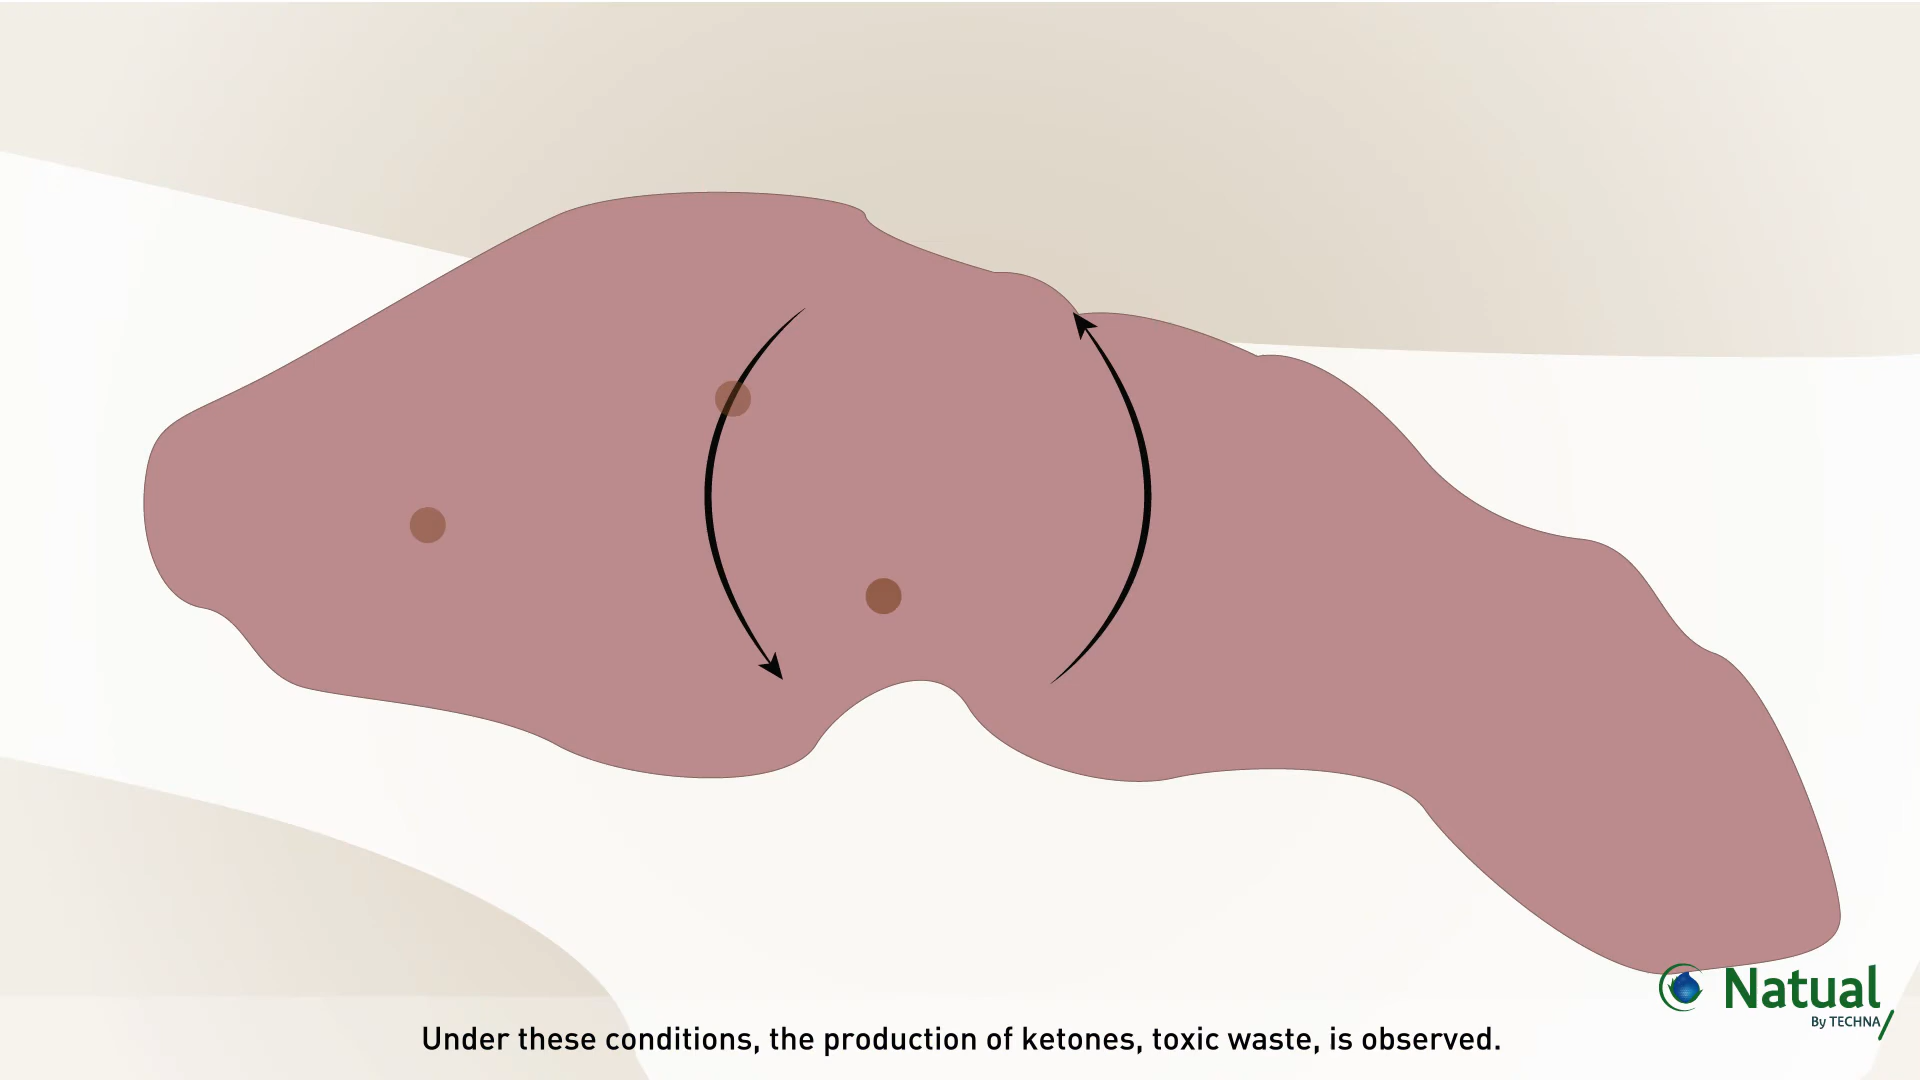 Natual
By TECHNA
Under these conditions, the production of ketones, toxic waste, is observed.